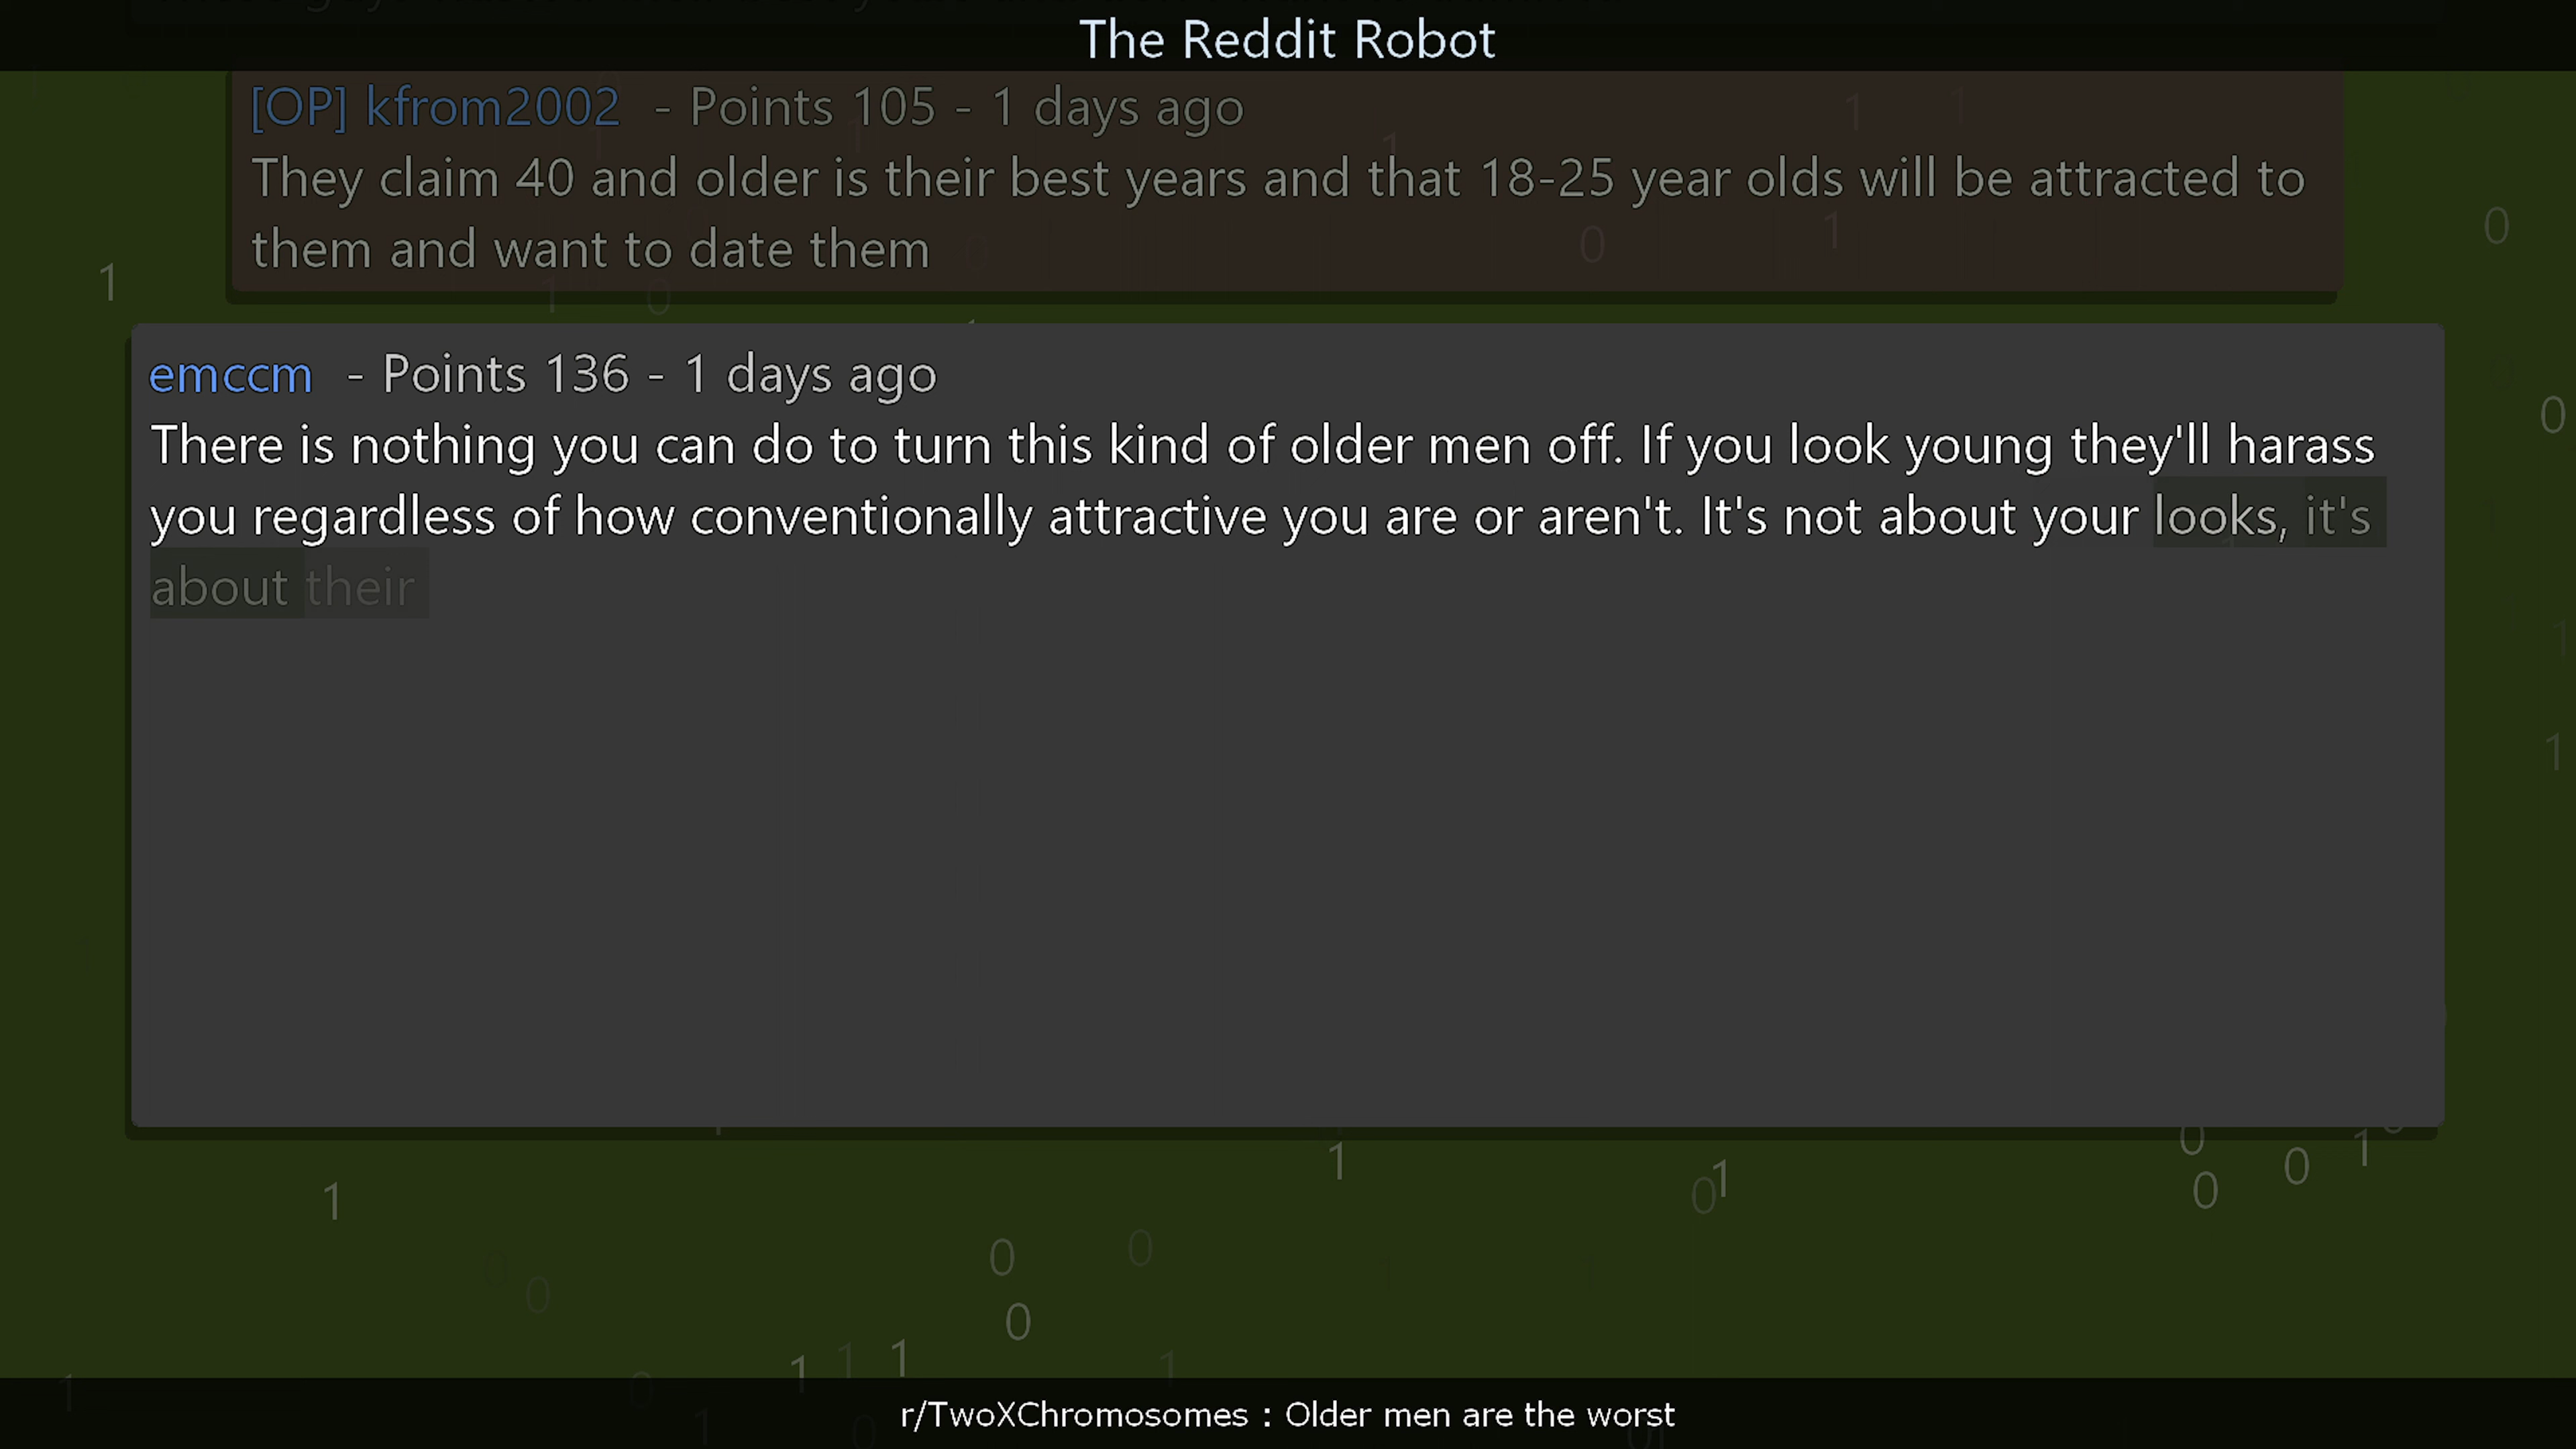 The Reddit Robot
[OP] kfrom2002 - Points 105 - 1 days ago
They claim 40 and older is their best years and that 18-25 year olds will be attracted to
them and want to date them
emccm - Points 136 - 1 days ago
There is nothing you can do to turn this kind of older men off. If you look young they'll harass
you regardless of how conventionally attractive you are or aren't. It's not about your looks, it's
about their
r/TwoXChromosomes : Older men are the worst